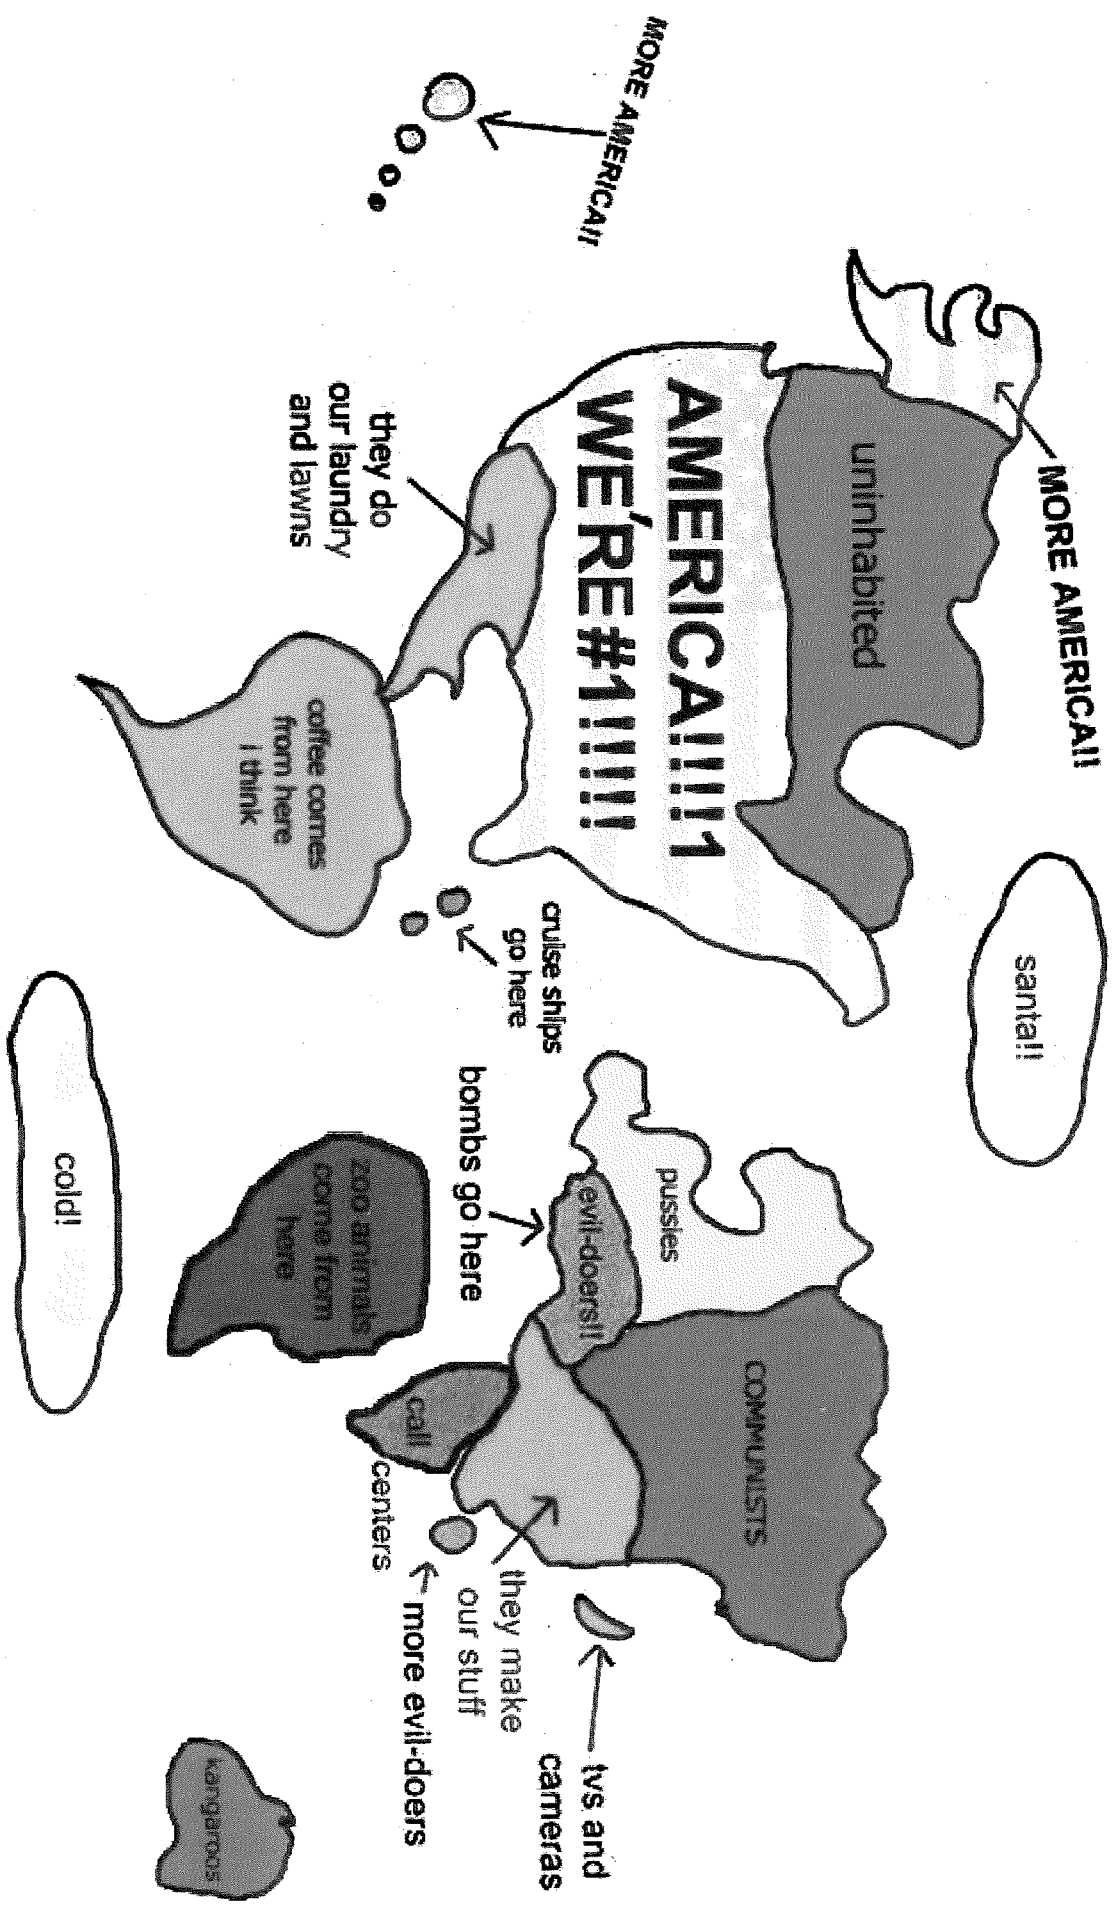 MORE AMERICA!!
santa!!
uninhabited
MORE AMERICA!!
AMERICA!!!!1
WE'RE#1!!!!!!
pussies
COMMUNISTS
evil-doers!!
tvs and
cameras
cruise ships
go here
bombs go here
they make
our stuff
they do
our laundry
and lawns
call
centers
more evil-doers
coffee comes
from here
i think
zoo animals
come from
here
kangaroos
cold!